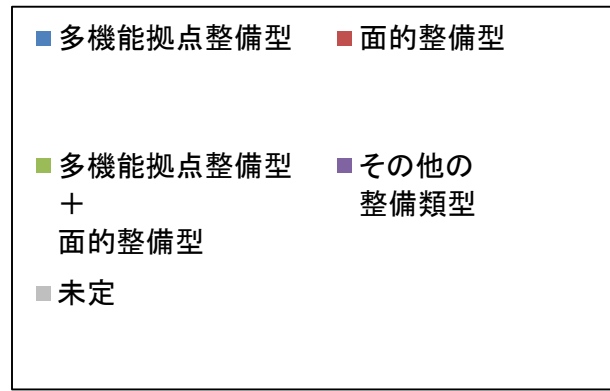 多機能拠点整備型
面的整備型
多機能拠点整備型
＋
面的整備型
その他の
整備類型
未定